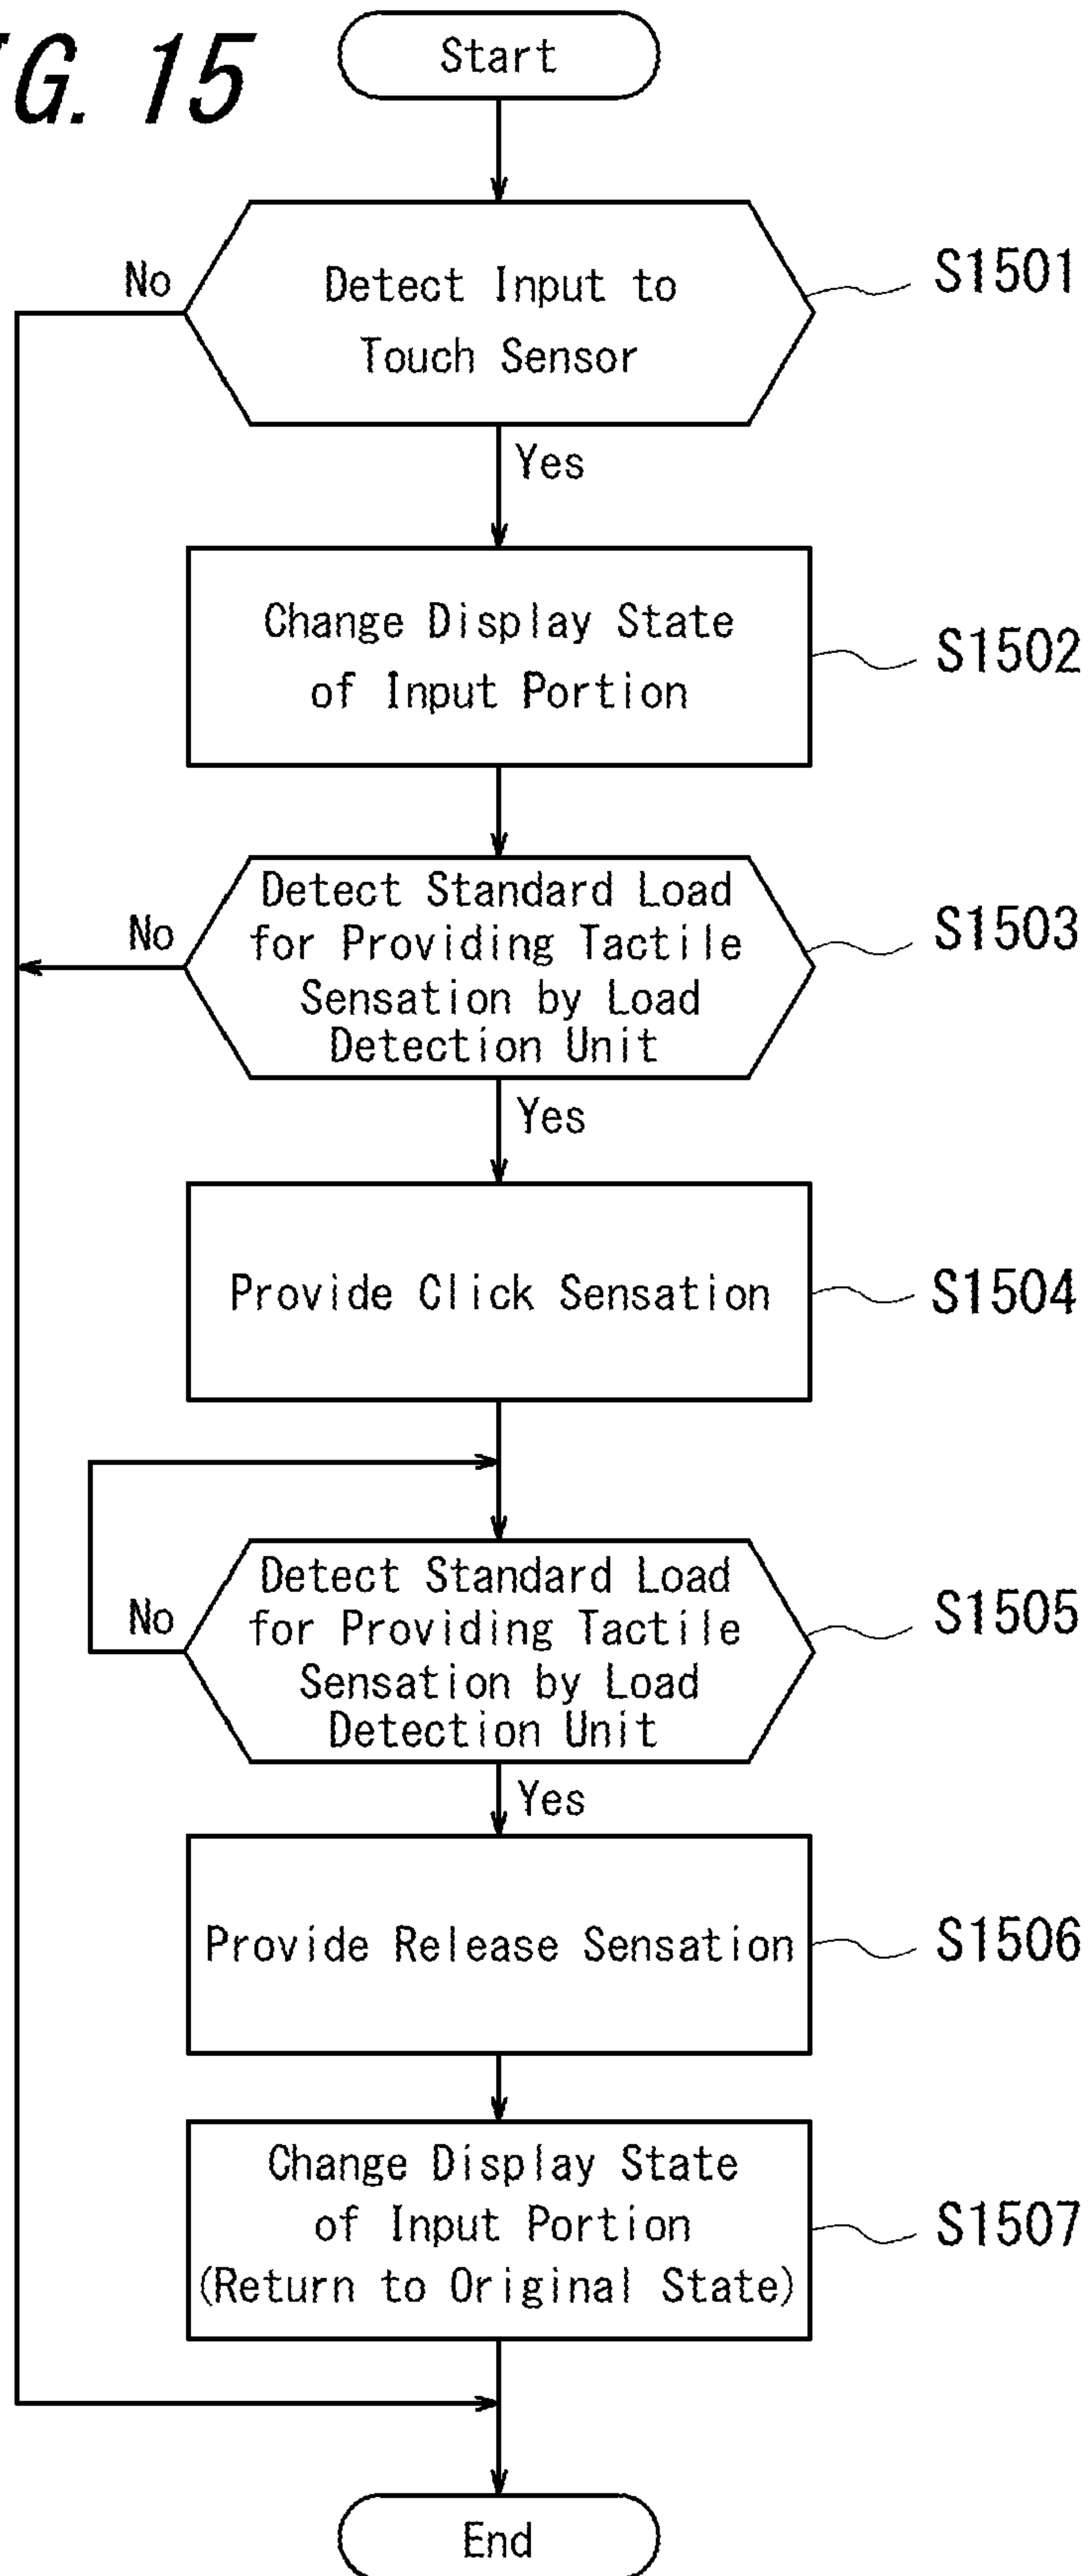 G. 15
Start
No
Detect Input to
Touch Sensor
S1501
Yes
Change Display State
of Input Portion
S1502
No
Detect Standard Load
for Providing Tactile
Sensation by Load
Detection Unit
S1503
Yes
Provide Click Sensation
S1504
No
Detect Standard Load
for Providing Tactile
Sensation by Load
Detection Unit
S1505
Yes
Provide Release Sensation
S1506
Change Display State
of Input Portion
(Return to Original State)
S1507
End